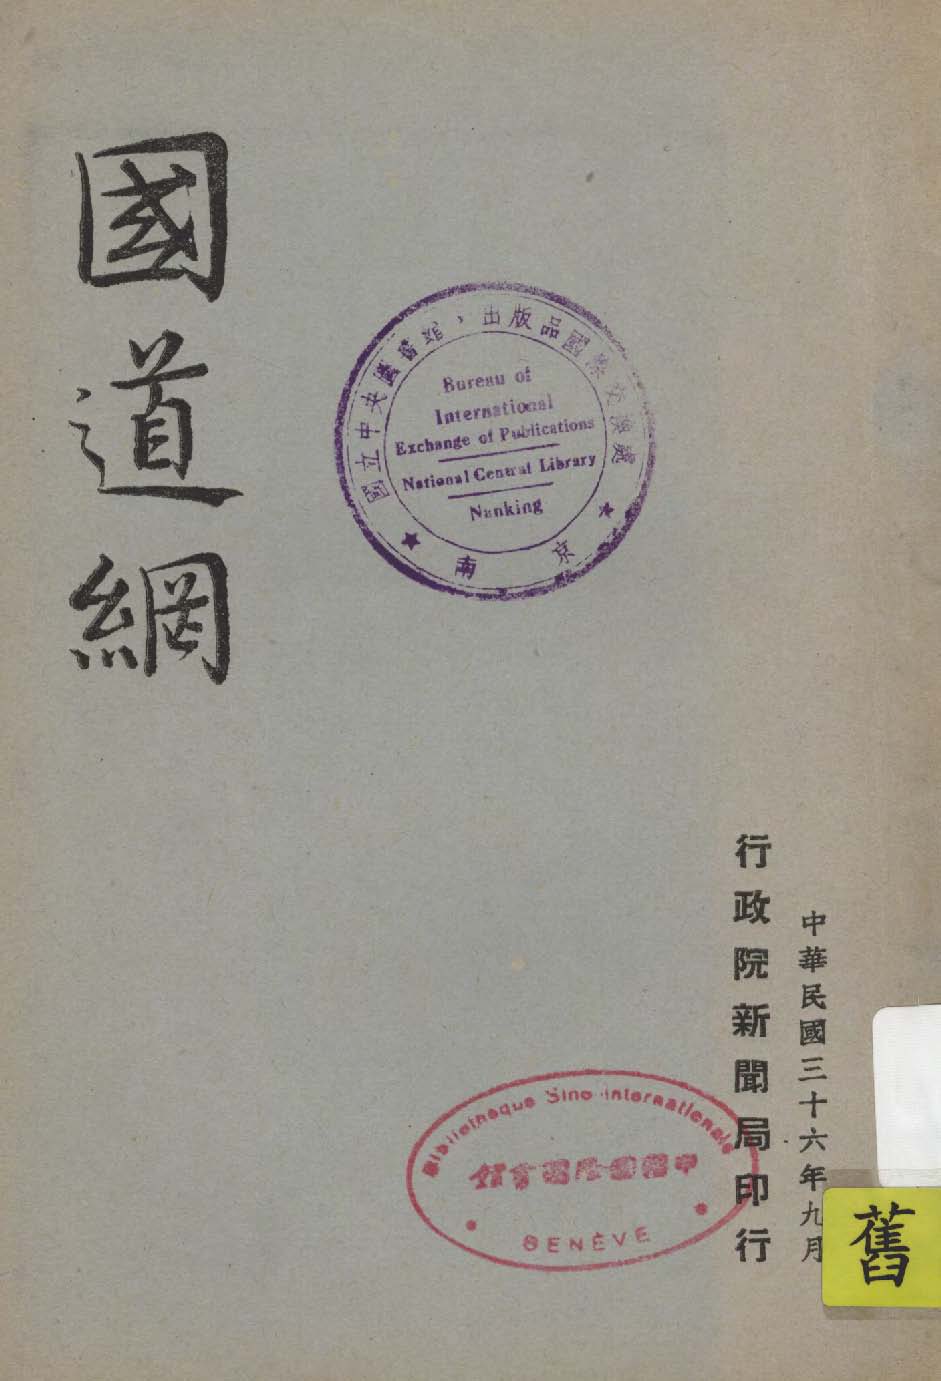 國道網
國立中央圖書館，出版品國際交換處
Bureau of
International
Exchange of Publications
National Central Library
Nanking
南京
中華民國三十六年九月
行政院新聞局印行
Bibliotheque Sino internationale
中國國際圖書館
GENÈVE
舊